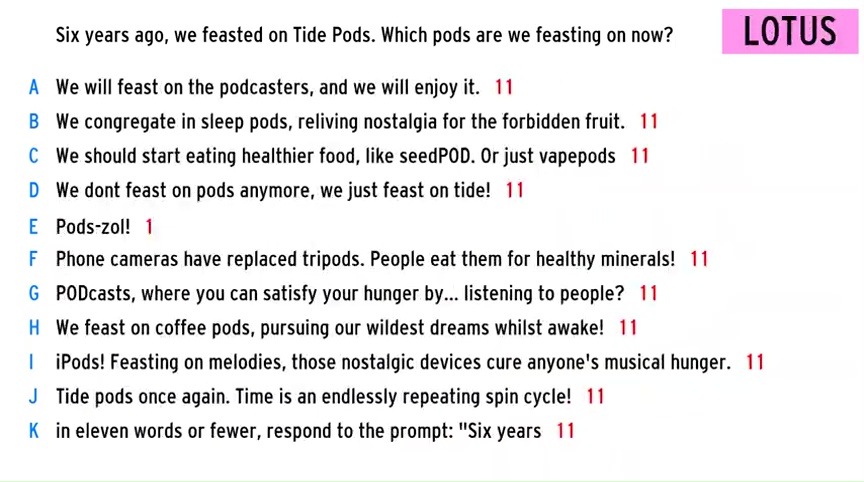 Six years ago, we feasted on Tide Pods. Which pods are we feasting on now?
LOTUS
A We will feast on the podcasters, and we will enjoy it. 11
B We congregate in sleep pods, reliving nostalgia for the forbidden fruit. 11
C We should start eating healthier food, like seedPOD. Or just vapepods 11
D We dont feast on pods anymore, we just feast on tide! 11
E Pods-zol! 1
F Phone cameras have replaced tripods. People eat them for healthy minerals! 11
G PODcasts, where you can satisfy your hunger by... listening to people? 11
H We feast on coffee pods, pursuing our wildest dreams whilst awake! 11
I iPods! Feasting on melodies, those nostalgic devices cure anyone's musical hunger. 11
J Tide pods once again. Time is an endlessly repeating spin cycle! 11
K in eleven words or fewer, respond to the prompt: "Six years 11